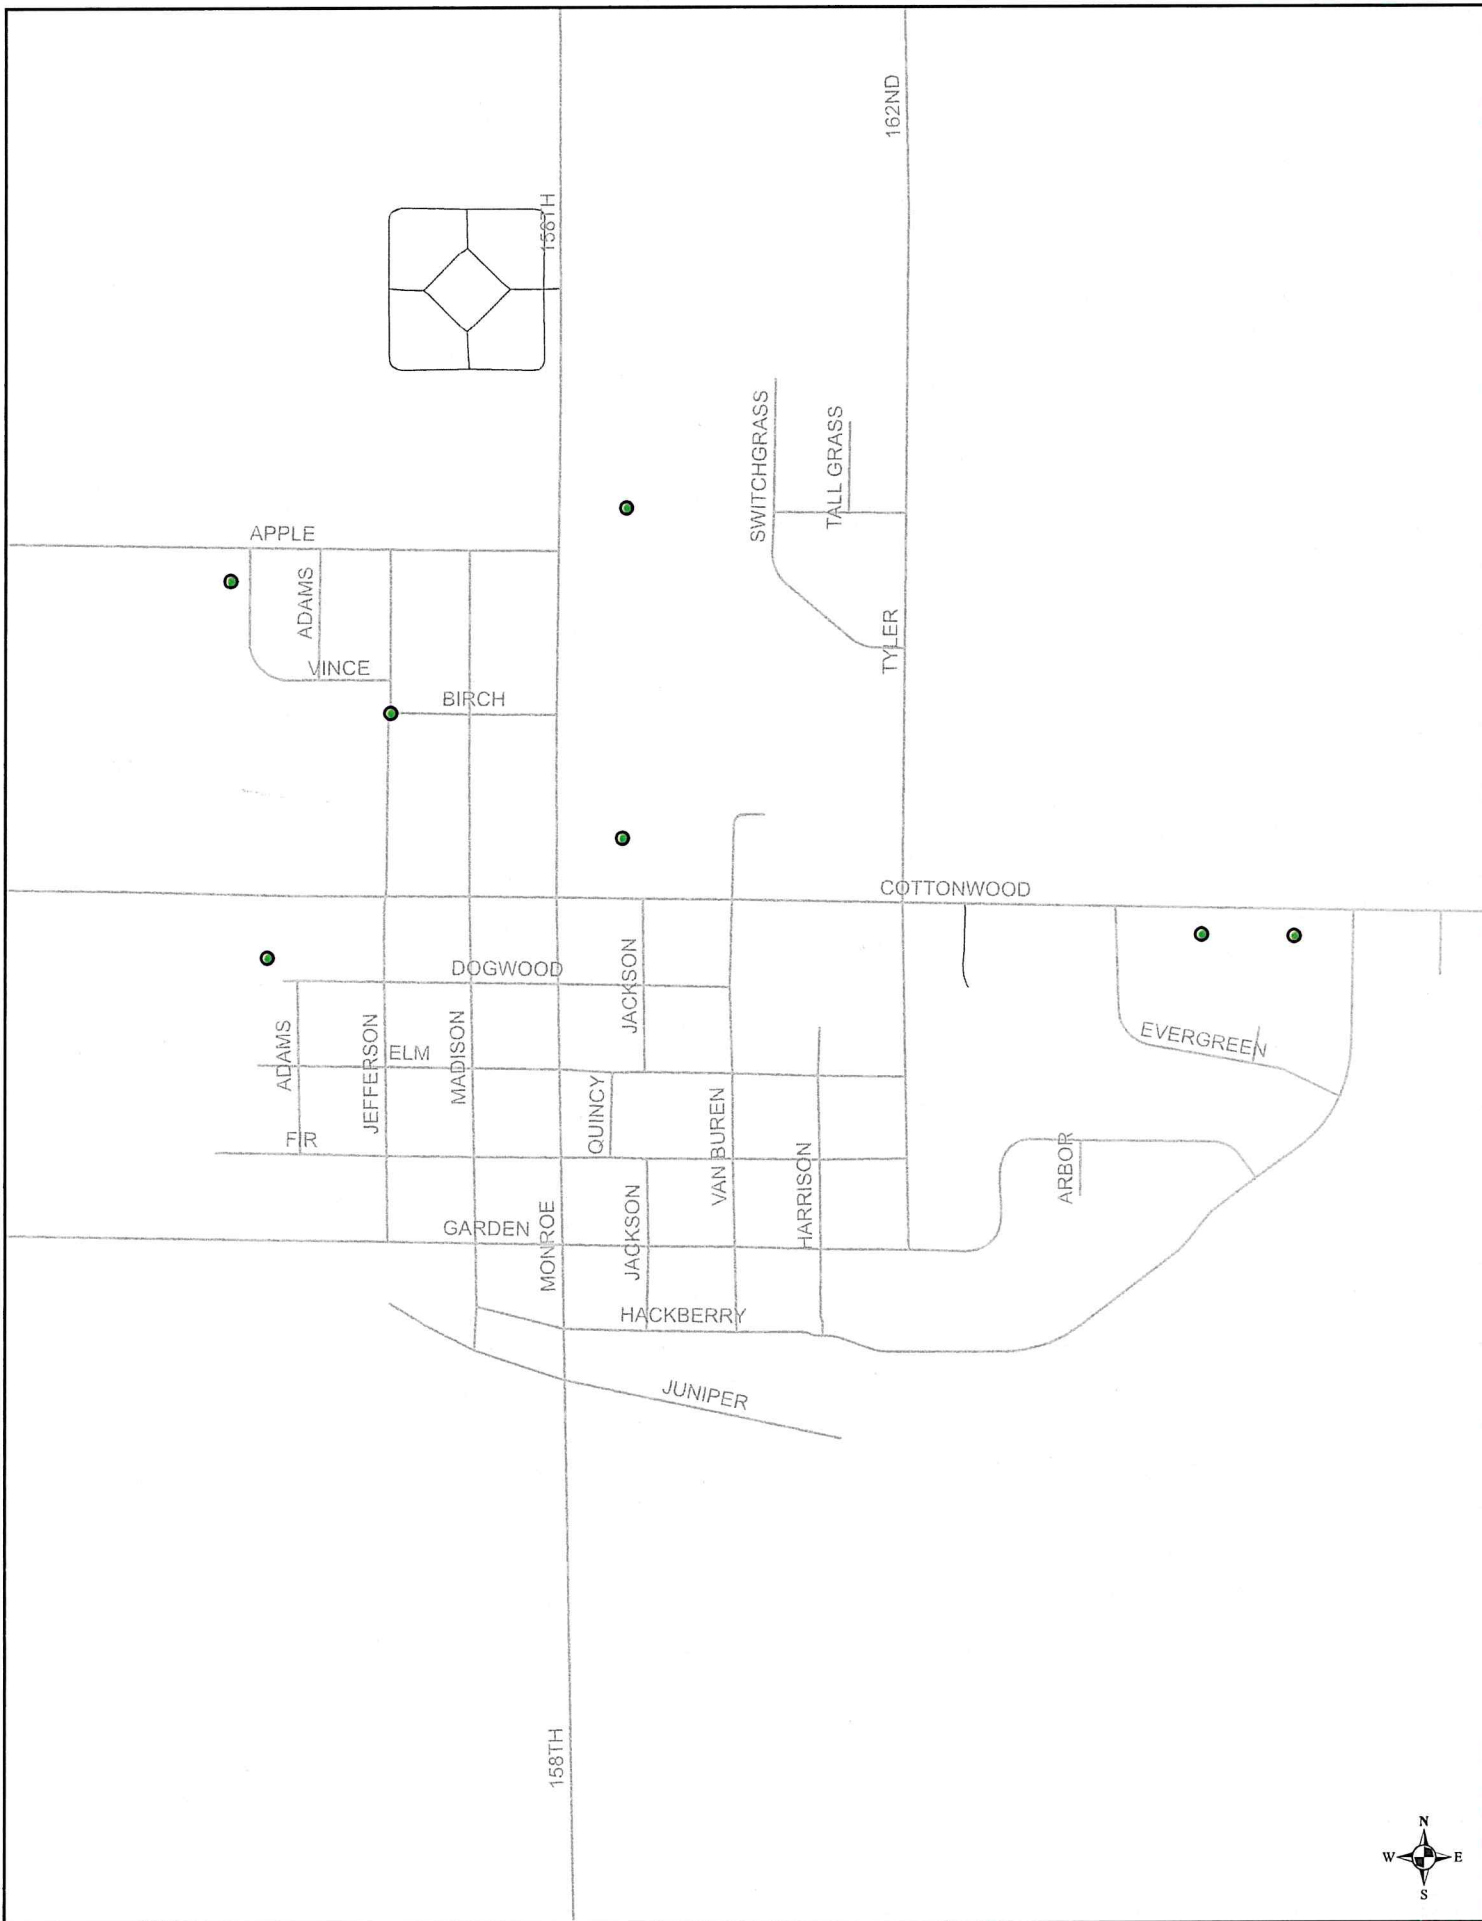 162ND
158TH
SWITCHGRASS
TALL GRASS
APPLE
ADAMS
TYLER
VINCE
BIRCH
COTTONWOOD
DOGWOOD
JACKSON
ADAMS
JEFFERSON
ELM
MADISON
EVERGREEN
QUINCY
VAN BUREN
FIR
HARRISON
ARBOR
GARDEN
MONROE
JACKSON
HACKBERRY
JUNIPER
158TH
N
W E
S